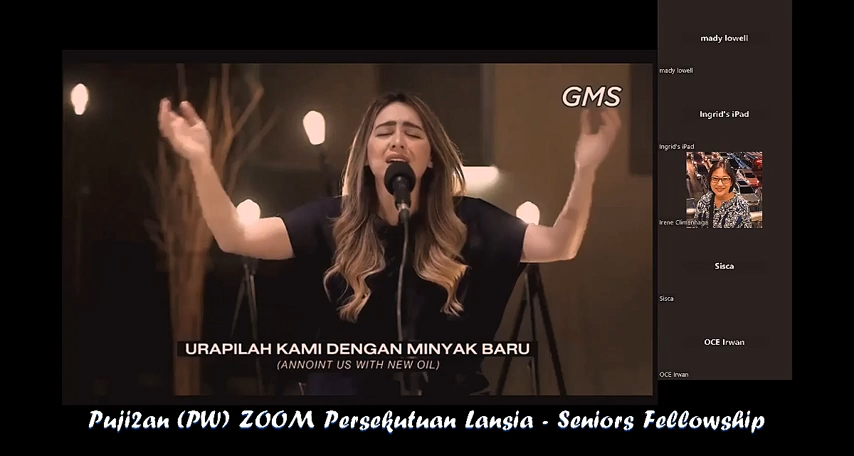 GMS
URAPILAH KAMI DENGAN MINYAK BARU
(ANNOINT US WITH NEW OIL)
mady lowell
mady lowell
Ingrid's iPad
Ingrid's iPad
Irene Climenhaga
Sisca
Sisca
OCE Irwan
OCE Irwan
Puji2an (PW) ZOOM Persekutuan Lansia - Seniors Fellowship